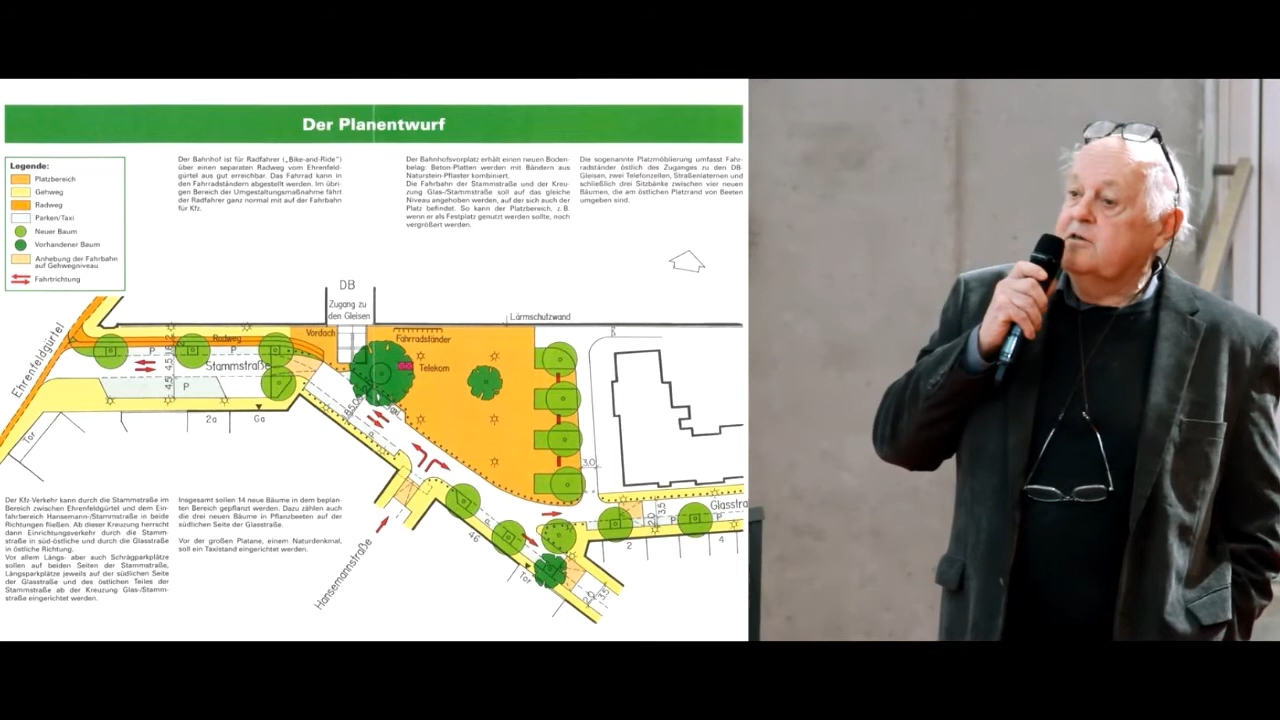 Der Planentwurf
Legende:
Platzbereich
Gehweg
Radweg
Parken/Taxi
Neuer Baum
Vorhandener Baum
Anhebung der Fahrbahn
auf Gehwegniveau
Fahrtrichtung
Der Bahnhof ist für Radfahrer („Bike-and-Ride")
über einen separaten Radweg vom Ehrenfeld-
gürtel aus gut erreichbar. Das Fahrrad kann in
den Fahrradständern abgestellt werden. Im übri-
gen Bereich der Umgestaltungsmaßnahme fährt
der Radfahrer ganz normal mit auf der Fahrbahn
für Kfz.
Der Bahnhofsvorplatz erhält einen neuen Boden-
belag: Beton-Platten werden mit Bändern aus
Naturstein-Pflaster kombiniert.
Die Fahrbahn der Stammstraße und der Kreu-
zung Glas-/Stammstraße soll auf das gleiche
Niveau angehoben werden, auf der sich auch der
Platz befindet. So kann der Platzbereich, z.B.
wenn er als Festplatz genutzt werden sollte, noch
vergrößert werden.
Die sogenannte Platzmöblierung umfasst Fahr-
radständer östlich des Zuganges zu den DB-
Gleisen, zwei Telefonzellen, Straßenlaternen und
schließlich drei Sitzbänke zwischen vier neuen
Bäumen, die am östlichen Platzrand von Beeten
umgeben sind.
DB
Zugang zu
den Gleisen
Lärmschutzwand
Vordach
Fahrradständer
Radweg
Ehrenfeldgürtel
P
P
Stammstraße
Telekom
P
2a
Ga
Tor
P
3,0
Glasstra
P
P
2
4
P
46
Tor
Hansemannstraße
Der Kfz-Verkehr kann durch die Stammstraße im
Bereich zwischen Ehrenfeldgürtel und dem Ein-
fahrbereich Hansemann-/Stammstraße in beide
Richtungen fließen. Ab dieser Kreuzung herrscht
dann Einrichtungsverkehr durch die Stamm-
straße in süd-östliche und durch die Glasstraße
in östliche Richtung.
Vor allem Längs- aber auch Schrägparkplätze
sollen auf beiden Seiten der Stammstraße,
Längsparkplätze jeweils auf der südlichen Seite
der Glasstraße und des östlichen Teiles der
Stammstraße ab der Kreuzung Glas-/Stamm-
straße eingerichtet werden.
Insgesamt sollen 14 neue Bäume in dem beplan-
ten Bereich gepflanzt werden. Dazu zählen auch
die drei neuen Bäume in Pflanzbeeten auf der
südlichen Seite der Glasstraße.
Vor der großen Platane, einem Naturdenkmal,
soll ein Taxistand eingerichtet werden.